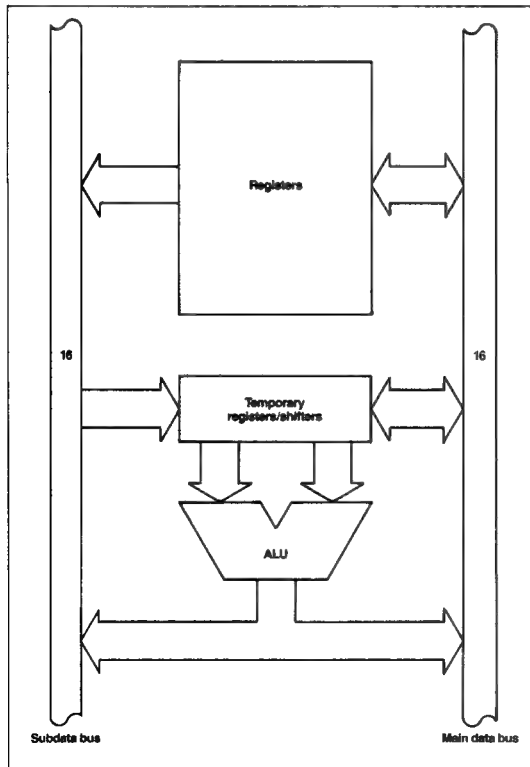 Registers
16
16
Temporary
registers/shifters
ALU
Subdata bus
Main data bus